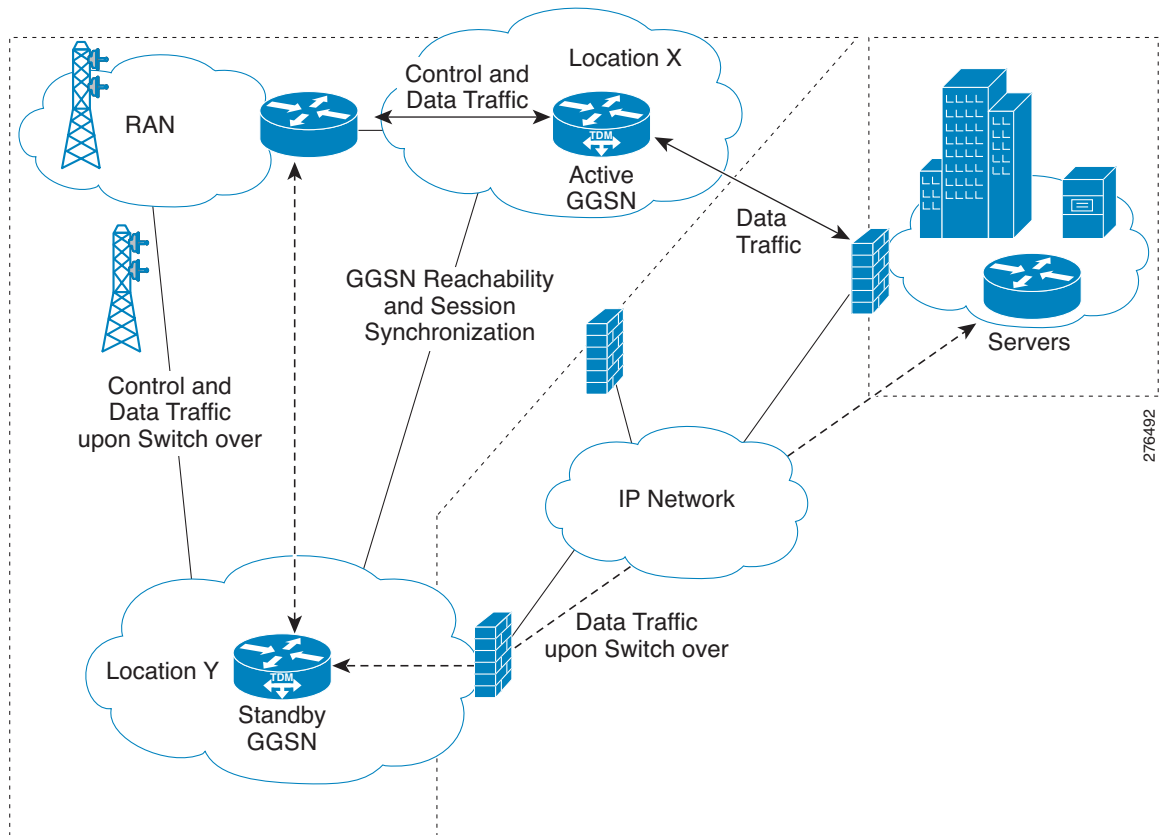 Location X
Control and
Data Traffic
RAN
TDM
Active
GGSN
Data
Traffic
GGSN Reachability
and Session
Synchronization
Servers
Control and
Data Traffic
upon Switch over
276492
IP Network
Data Traffic
upon Switch over
Location Y
TDM
Standby
GGSN